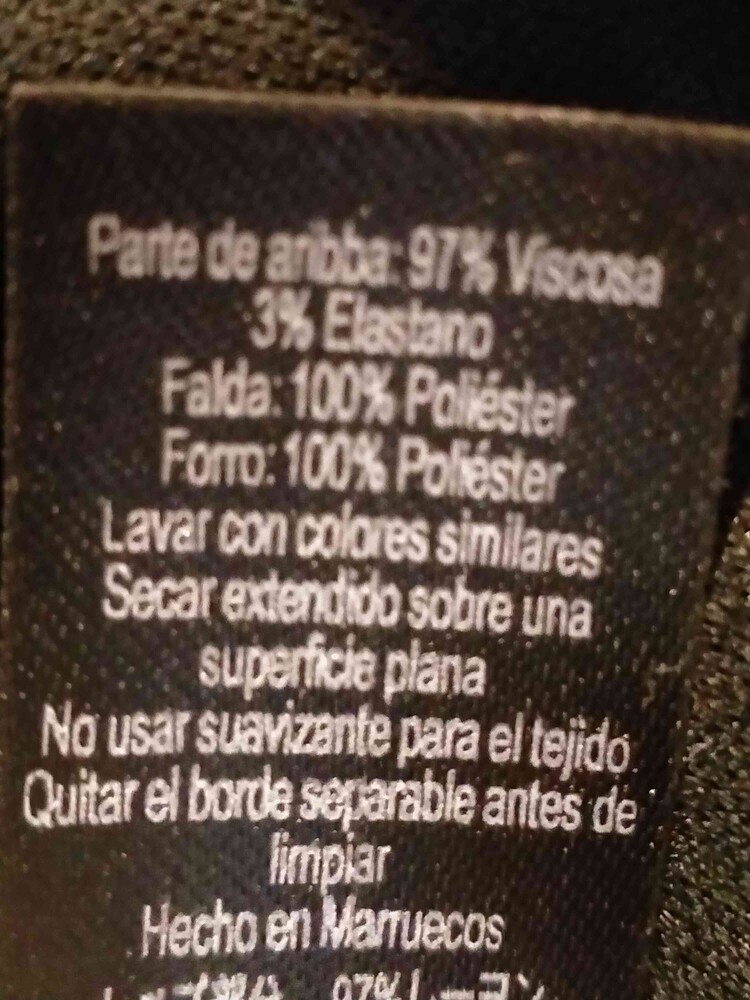 Parte de aribba: 97% Viscosa
3% Elastano
Falda: 100% Poliéster
Forro: 100% Poliéster
Lavar con colores similares
Secar extendido sobre una
superficie plana
No usar suavizante para el tejido
Quitar el borde separable antes de
limpiar
Hecho en Marruecos
97%